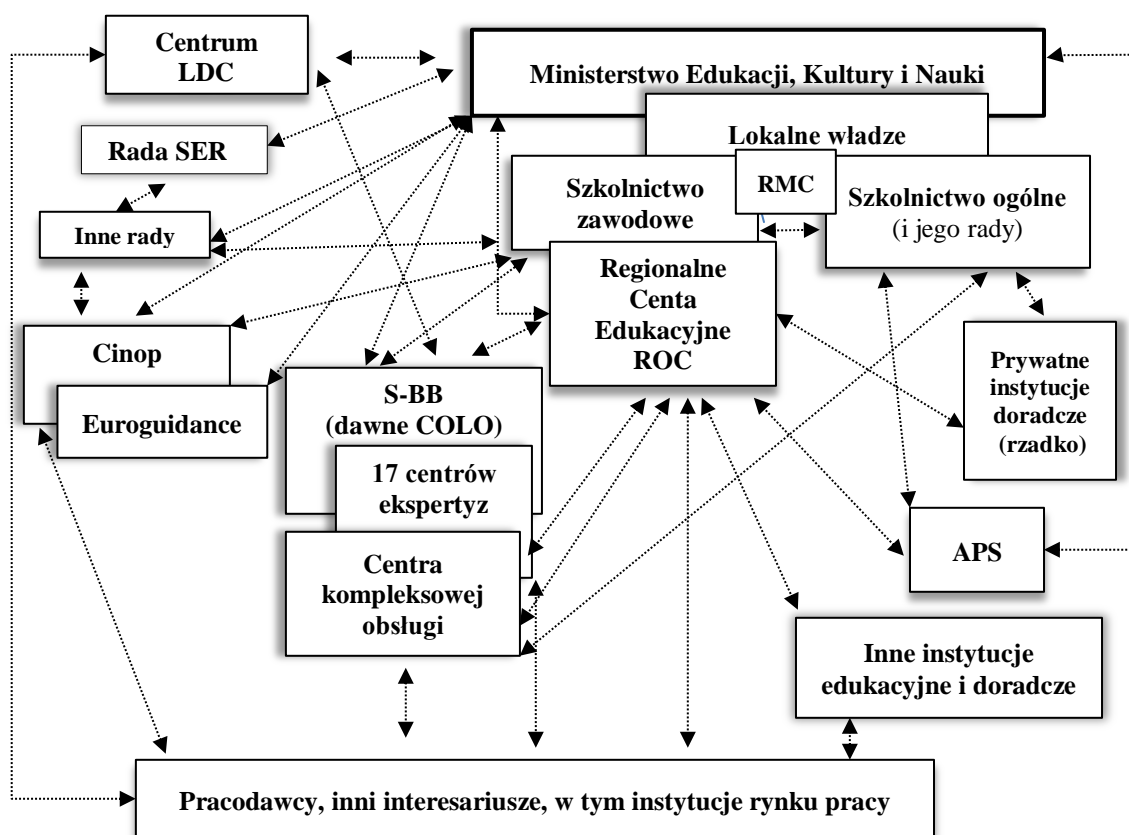 Centrum
LDC
Ministerstwo Edukacji, Kultury i Nauki
Lokalne władze
Rada SER
RMC
Szkolnictwo
zawodowe
Szkolnictwo ogólne
(i jego rady)
Inne rady
Regionalne
Centa
Edukacyjne
ROC
Cinop
Euroguidance
Prywatne
instytucje
doradcze
(rzadko)
S-BB
(dawne COLO)
17 centrów
ekspertyz
Centra
kompleksowej
obsługi
APS
Inne instytucje
edukacyjne i doradcze
Pracodawcy, inni interesariusze, w tym instytucje rynku pracy